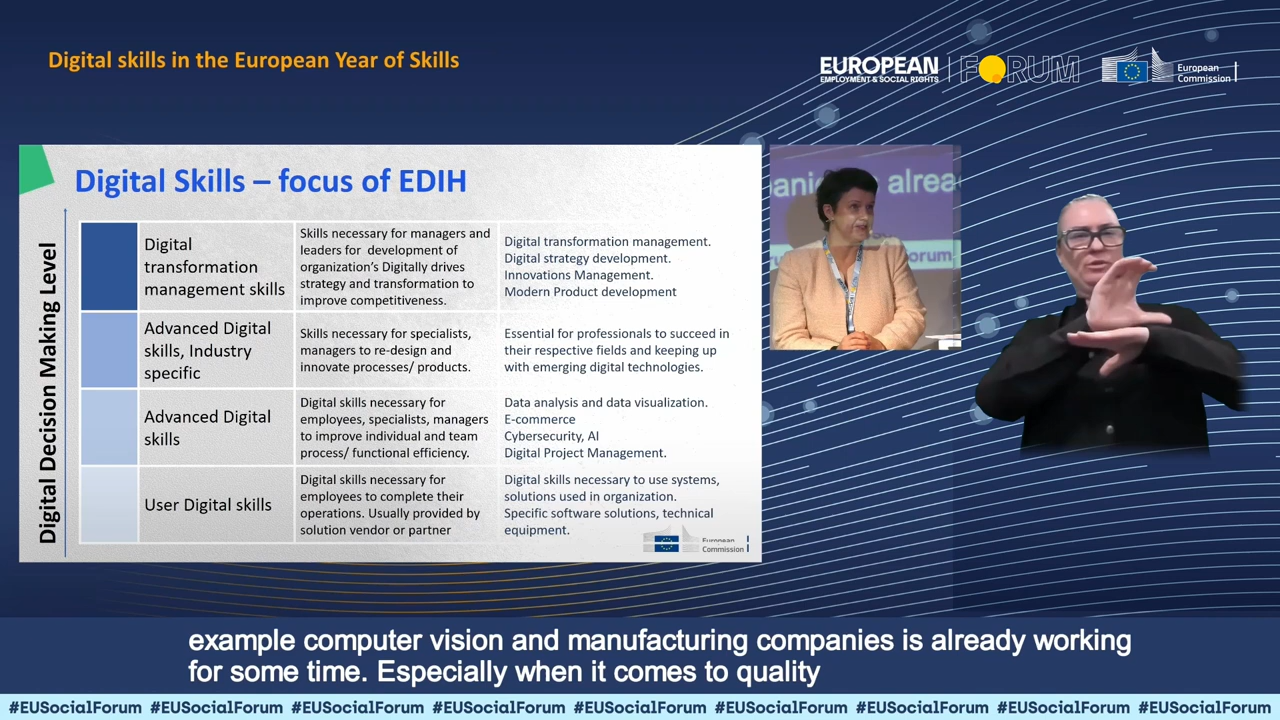 Digital skills in the European Year of Skills
EUROPEAN
EMPLOYMENT & SOCIAL RIGHTS
FORUM
European
Commission
Digital Skills – focus of EDIH
Digital Decision Making Level
Digital
transformation
management skills
Skills necessary for managers and
leaders for development of
organization's Digitally drives
strategy and transformation to
improve competitiveness.
Digital transformation management.
Digital strategy development.
Innovations Management.
Modern Product development
Advanced Digital
skills, Industry
specific
Skills necessary for specialists,
managers to re-design and
innovate processes/ products.
Essential for professionals to succeed in
their respective fields and keeping up
with emerging digital technologies.
Advanced Digital
skills
Digital skills necessary for
employees, specialists, managers
to improve individual and team
process/ functional efficiency.
Data analysis and data visualization.
E-commerce
Cybersecurity, AI
Digital Project Management.
User Digital skills
Digital skills necessary for
employees to complete their
operations. Usually provided by
solution vendor or partner
Digital skills necessary to use systems,
solutions used in organization.
Specific software solutions, technical
equipment.
European
Commission
example computer vision and manufacturing companies is already working
for some time. Especially when it comes to quality
#EUSocialForum #EUSocialForum #EUSocialForum #EUSocialForum #EUSocialForum #EUSocialForum #EUSocialForum #EUSocialForum #EUSocialForum